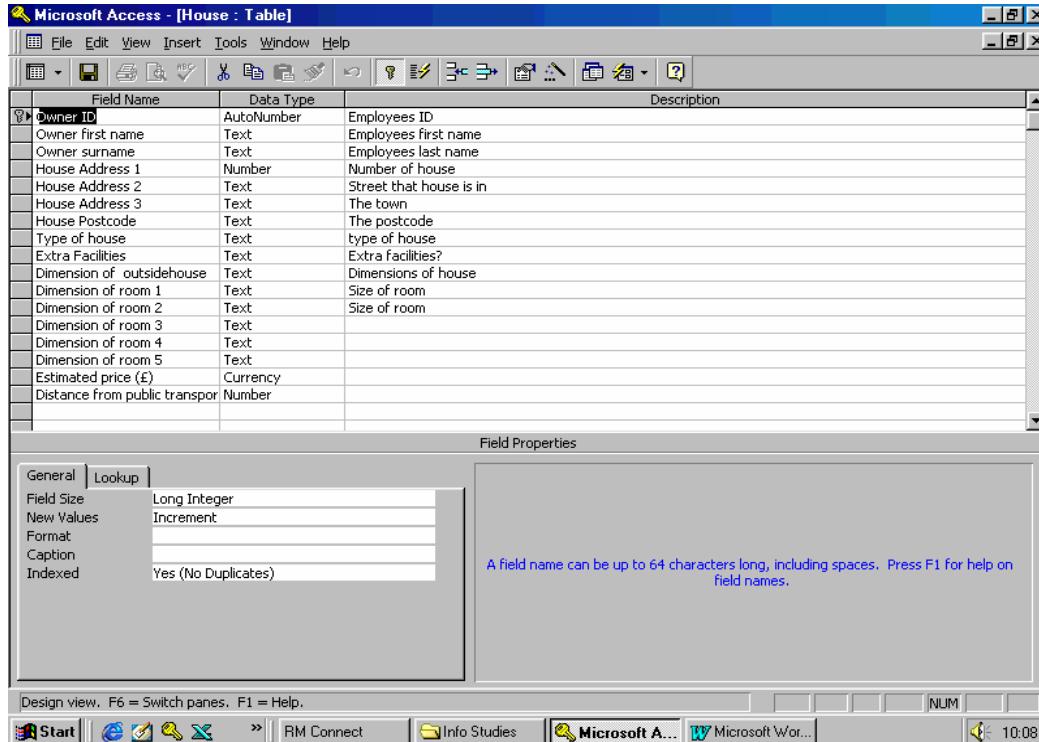 Microsoft Access - [House : Table]
File Edit View Insert Tools Window Help
Field Name Data Type Description
Owner ID AutoNumber Employees ID
Owner first name Text Employees first name
Owner surname Text Employees last name
House Address 1 Number Number of house
House Address 2 Text Street that house is in
House Address 3 Text The town
House Postcode Text The postcode
Type of house Text type of house
Extra Facilities Text Extra facilities?
Dimension of outsidehouse Text Dimensions of house
Dimension of room 1 Text Size of room
Dimension of room 2 Text Size of room
Dimension of room 3 Text
Dimension of room 4 Text
Dimension of room 5 Text
Estimated price (£) Currency
Distance from public transpor Number
Field Properties
General Lookup
Field Size Long Integer
New Values Increment
Format
Caption
Indexed Yes (No Duplicates)
A field name can be up to 64 characters long, including spaces. Press F1 for help on
field names.
Design view. F6 = Switch panes. F1 = Help. NUM
Start » RM Connect Info Studies Microsoft A... Microsoft Wor... 10:08